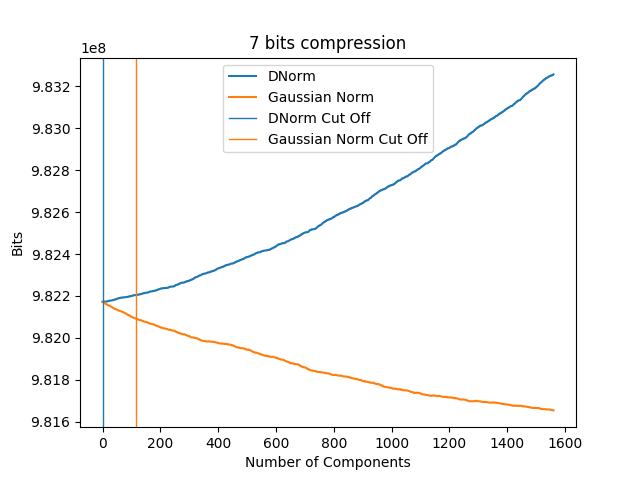 7 bits compression
1e8
9.832
9.830
9.828
9.826
9.824
9.822
9.820
9.818
9.816
Bits
DNorm
Gaussian Norm
DNorm Cut Off
Gaussian Norm Cut Off
0 200 400 600 800 1000 1200 1400 1600
Number of Components